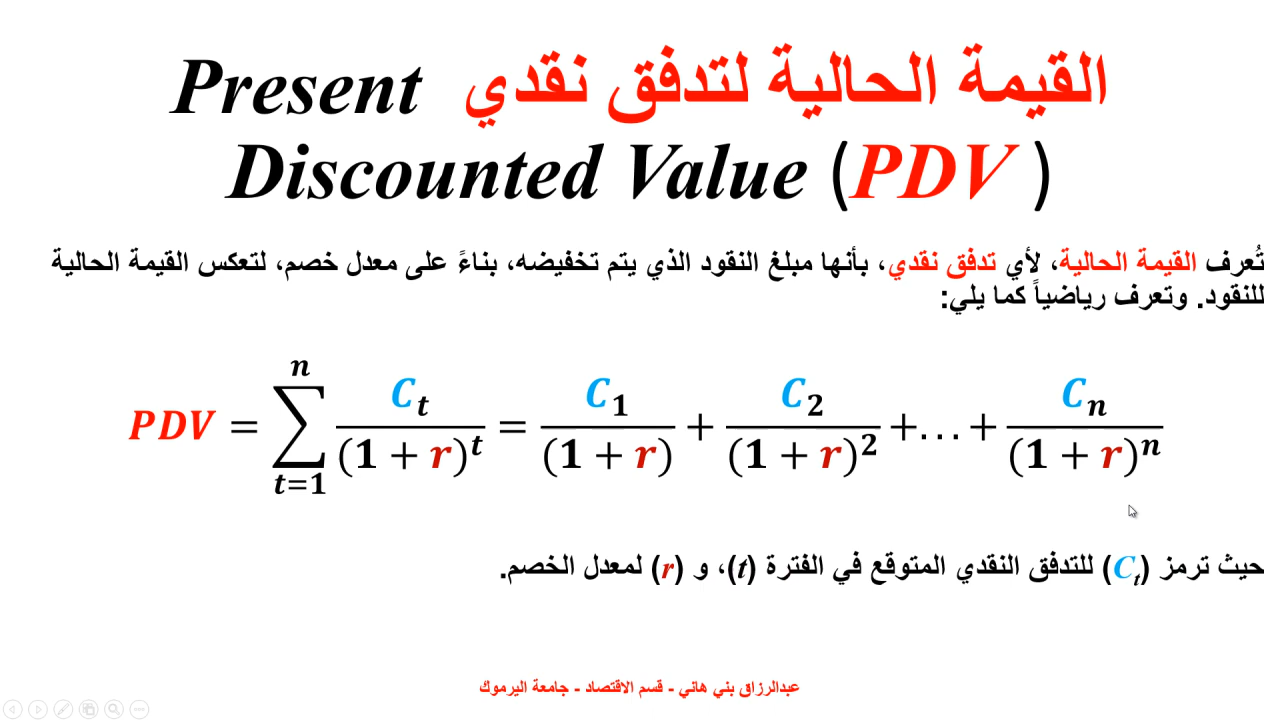 القيمة الحالية لتدفق نقدي Present
Discounted Value (PDV )
تُعرف القيمة الحالية، لأي تدفق نقدي، بأنها مبلغ النقود الذي يتم تخفيضه، بناءً على معدل خصم، لتعكس القيمة الحالية
للنقود. وتعرف رياضياً كما يلي:
PDV = ∑_{t=1}^{n} C_t/(1 + r)^t = C_1/(1 + r) + C_2/(1 + r)^2 +…+ C_n/(1 + r)^n
حيث ترمز (C_t) للتدفق النقدي المتوقع في الفترة (t)، و (r) لمعدل الخصم.
عبدالرزاق بني هاني - قسم الاقتصاد - جامعة اليرموك